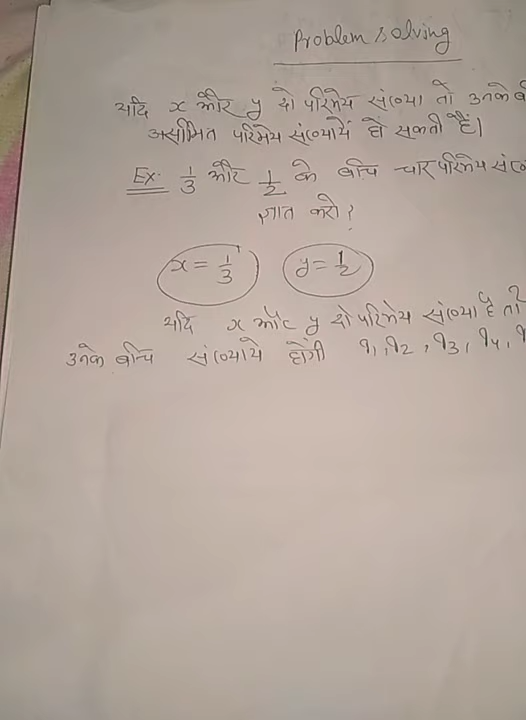 Problem solving
यदि x और y दो परिमेय संख्या तो उनके
असीमित परिमेय संख्यायें हो सकती हैं।
Ex. 1/3 और 1/2 के बीच चार परिमेय
ज्ञात करो?
x = 1/3 y = 1/2
यदि x और y दो परिमेय संख्या है तो
उनके बीच संख्याये होंगी q₁, q₂, q₃, q₄,